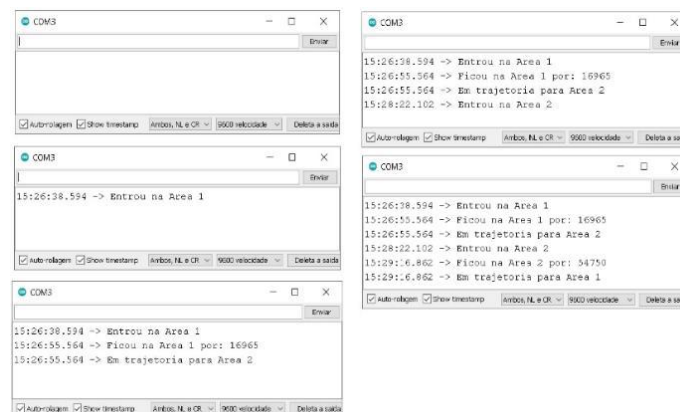 COM3
Enviar
Auto-rolagem Show timestamp Ambos, NL e CR 9600 velocidade Deleta a saida
COM3
Enviar
15:26:38.594 -> Entrou na Area 1
Auto-rolagem Show timestamp Ambos, NL e CR 9600 velocidade Deleta a saida
COM3
Enviar
15:26:38.594 -> Entrou na Area 1
15:26:55.564 -> Ficou na Area 1 por: 16965
15:26:55.564 -> Em trajetoria para Area 2
Auto-rolagem Show timestamp Ambos, NL e CR 9600 velocidade Deleta a saida
Enviar
15:26:38.594 -> Entrou na Area 1
15:26:55.564 -> Ficou na Area 1 por: 16965
15:26:55.564 -> Em trajetoria para Area 2
15:28:22.102 -> Entrou na Area 2
Auto-rolagem Show timestamp Ambos, NL e CR 9600 velocidade Deleta a sa
COM3
Enviar
15:26:38.594 -> Entrou na Area 1
15:26:55.564 -> Ficou na Area 1 por: 16965
15:26:55.564 -> Em trajetoria para Area 2
15:28:22.102 -> Entrou na Area 2
15:29:16.862 -> Ficou na Area 2 por: 54750
15:29:16.862 -> Em trajetoria para Area 1
Auto-rolagem Show timestamp Ambos, NL e CR 9600 velocidade Deleta a sa